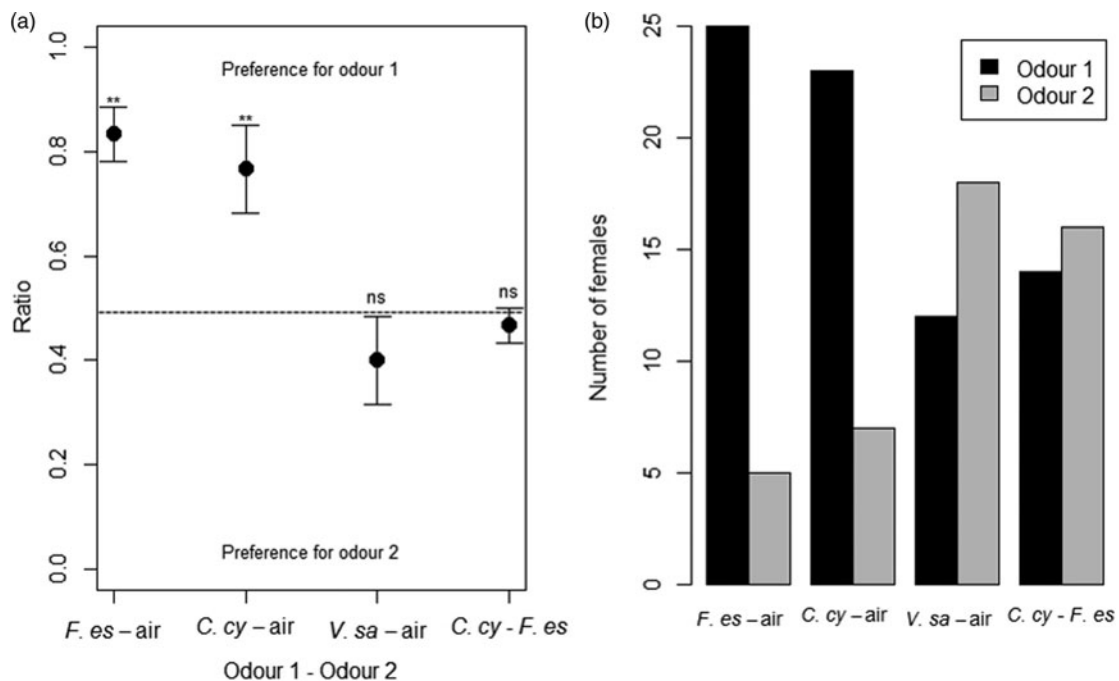 (a)
1.0
0.8
0.6
0.4
0.2
0.0
Ratio
Preference for odour 1
**
**
ns
ns
Preference for odour 2
F. es – air
C. cy – air
V. sa – air
C. cy - F. es
Odour 1 - Odour 2
(b)
25
20
15
10
5
0
Number of females
Odour 1
Odour 2
F. es – air
C. cy – air
V. sa – air
C. cy - F. es